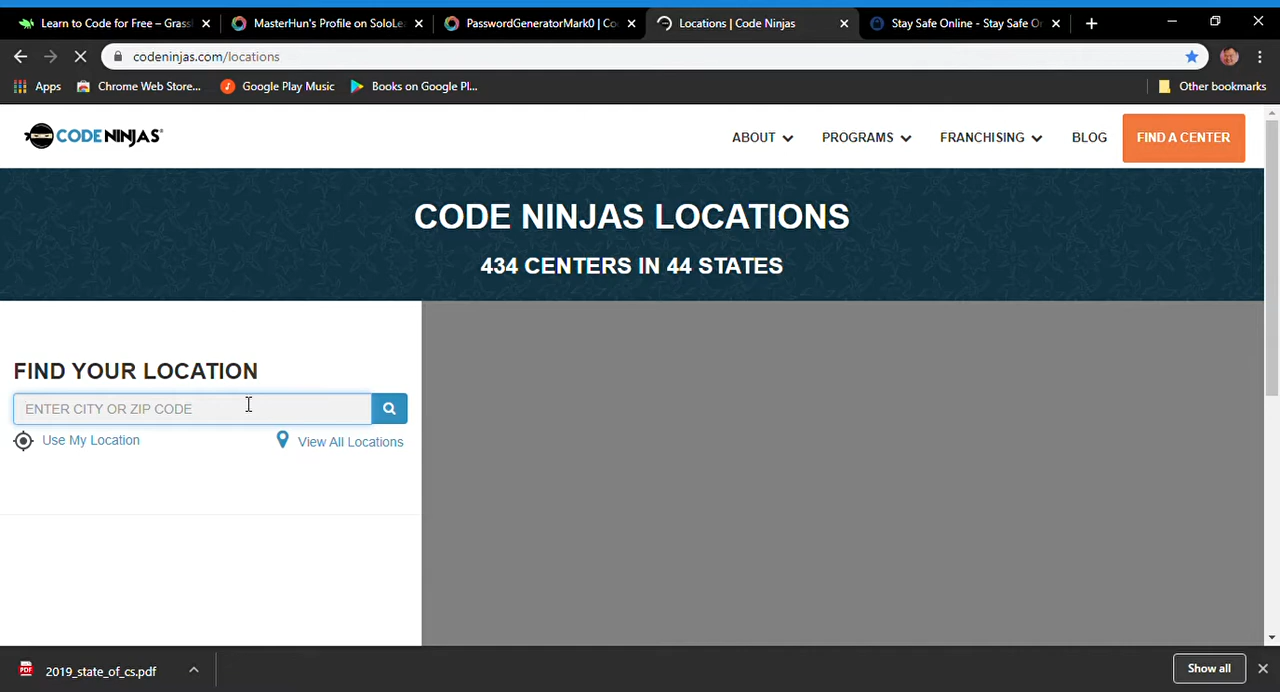 Learn to Code for Free – Grass
MasterHun's Profile on SoloLe
PasswordGeneratorMark0 | Co
Locations | Code Ninjas
Stay Safe Online - Stay Safe O
codeninjas.com/locations
Apps
Chrome Web Store...
Google Play Music
Books on Google Pl...
Other bookmarks
CODE NINJAS
ABOUT
PROGRAMS
FRANCHISING
BLOG
FIND A CENTER
CODE NINJAS LOCATIONS
434 CENTERS IN 44 STATES
FIND YOUR LOCATION
ENTER CITY OR ZIP CODE
Use My Location
View All Locations
PDF
2019_state_of_cs.pdf
Show all